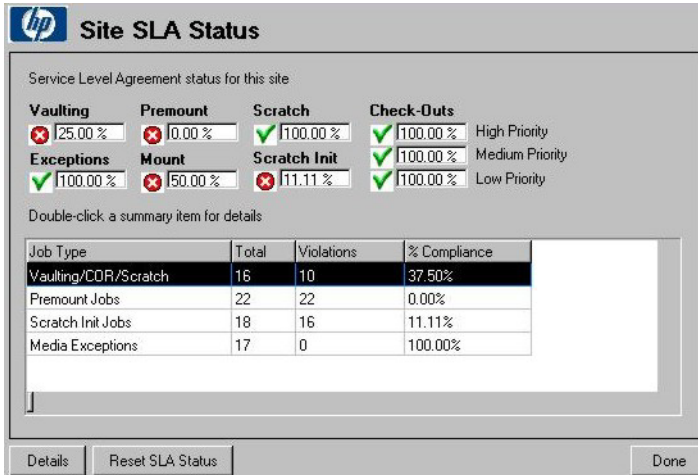 hp Site SLA Status
Service Level Agreement status for this site
Vaulting Premount Scratch Check-Outs
25.00 % 0.00 % 100.00 % 100.00 % High Priority
100.00 % Medium Priority
Exceptions Mount Scratch Init
100.00 % 50.00 % 11.11 % 100.00 % Low Priority
Double-click a summary item for details
Job Type Total Violations % Compliance
Vaulting/COR/Scratch 16 10 37.50%
Premount Jobs 22 22 0.00%
Scratch Init Jobs 18 16 11.11%
Media Exceptions 17 0 100.00%
Details Reset SLA Status Done